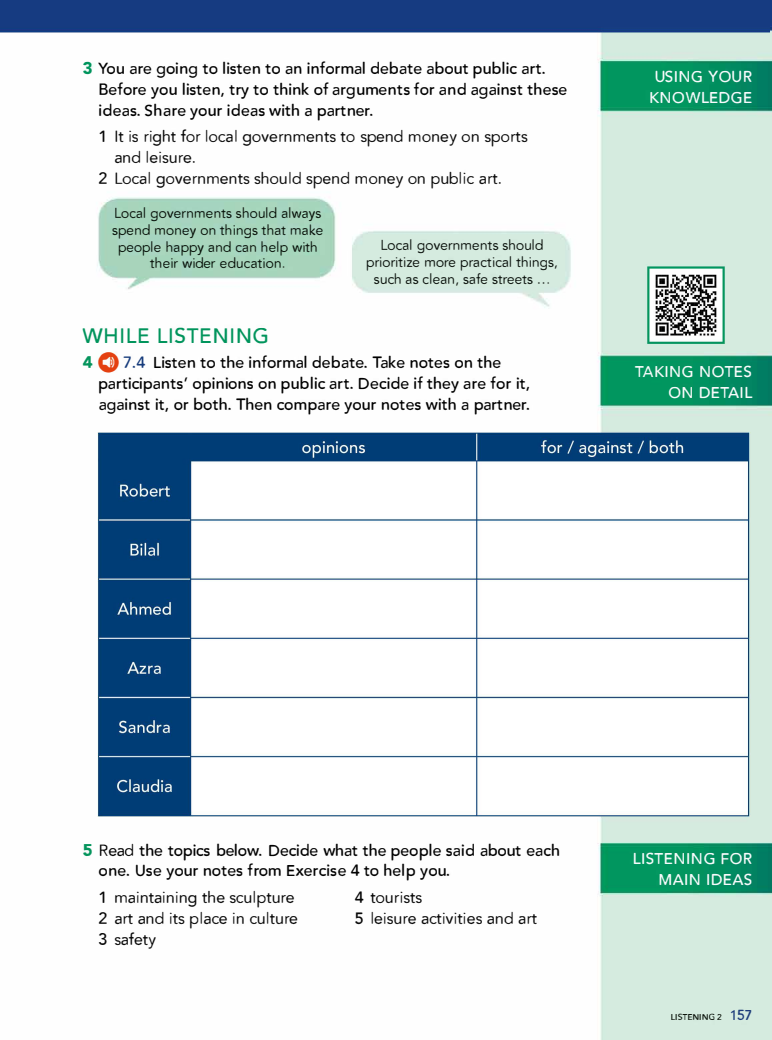 3 You are going to listen to an informal debate about public art.
Before you listen, try to think of arguments for and against these
ideas. Share your ideas with a partner.
USING YOUR
KNOWLEDGE
1 It is right for local governments to spend money on sports
and leisure.
2 Local governments should spend money on public art.
Local governments should always
spend money on things that make
people happy and can help with
their wider education.
Local governments should
prioritize more practical things,
such as clean, safe streets ...
WHILE LISTENING
4 7.4 Listen to the informal debate. Take notes on the
participants' opinions on public art. Decide if they are for it,
against it, or both. Then compare your notes with a partner.
TAKING NOTES
ON DETAIL
opinions
for / against / both
Robert
Bilal
Ahmed
Azra
Sandra
Claudia
5 Read the topics below. Decide what the people said about each
one. Use your notes from Exercise 4 to help you.
LISTENING FOR
MAIN IDEAS
1 maintaining the sculpture
2 art and its place in culture
3 safety
4 tourists
5 leisure activities and art
LISTENING 2 157